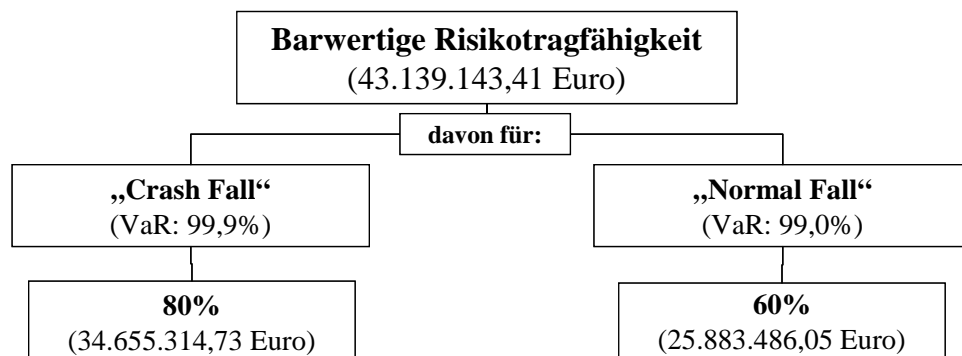 Barwertige Risikotragfähigkeit
(43.139.143,41 Euro)
davon für:
„Crash Fall“
(VaR: 99,9%)
„Normal Fall“
(VaR: 99,0%)
80%
(34.655.314,73 Euro)
60%
(25.883.486,05 Euro)